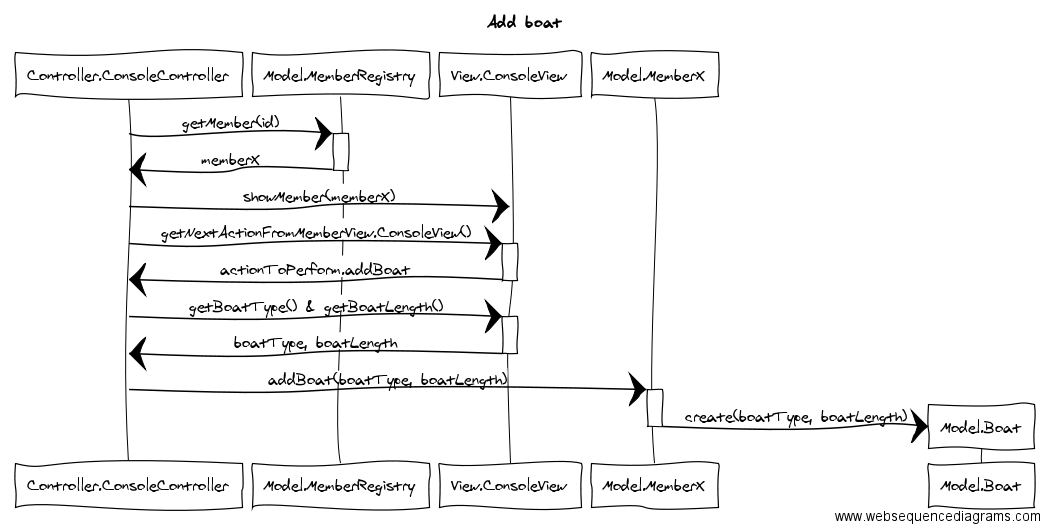 Add boat
Controller.ConsoleController Model.MemberRegistry View.ConsoleView Model.MemberX
getMember(id)
memberX
showMember(memberX)
getNextActionFromMemberView.ConsoleView()
actionToPerform.addBoat
getBoatType() & getBoatLength()
boatType, boatLength
addBoat(boatType, boatLength)
create(boatType, boatLength)
Model.Boat
Controller.ConsoleController Model.MemberRegistry View.ConsoleView Model.MemberX Model.Boat
www.websequencediagrams.com